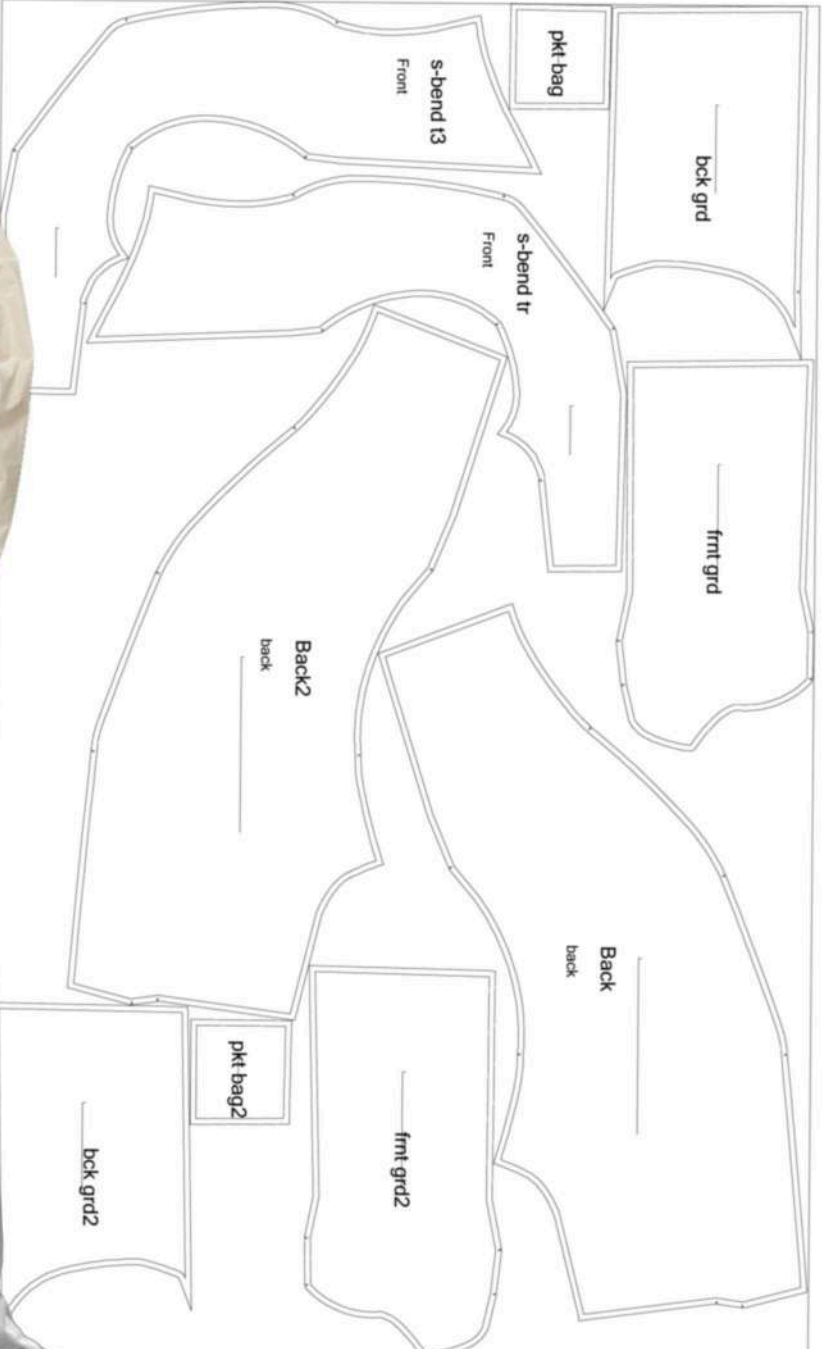 pkt bag
bck grd
s-bend t3
Front
s-bend tr
Front
frnt grd
Back2
back
Back
back
pkt bag2
frnt grd2
bck grd2